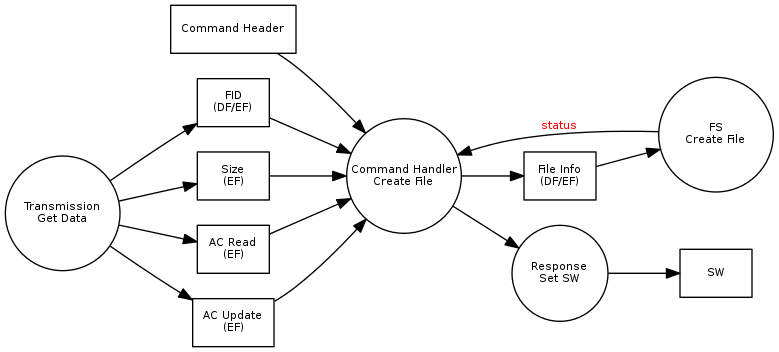 Command Header
FID
(DF/EF)
Size
(EF)
AC Read
(EF)
AC Update
(EF)
Transmission
Get Data
Command Handler
Create File
status
File Info
(DF/EF)
FS
Create File
Response
Set SW
SW